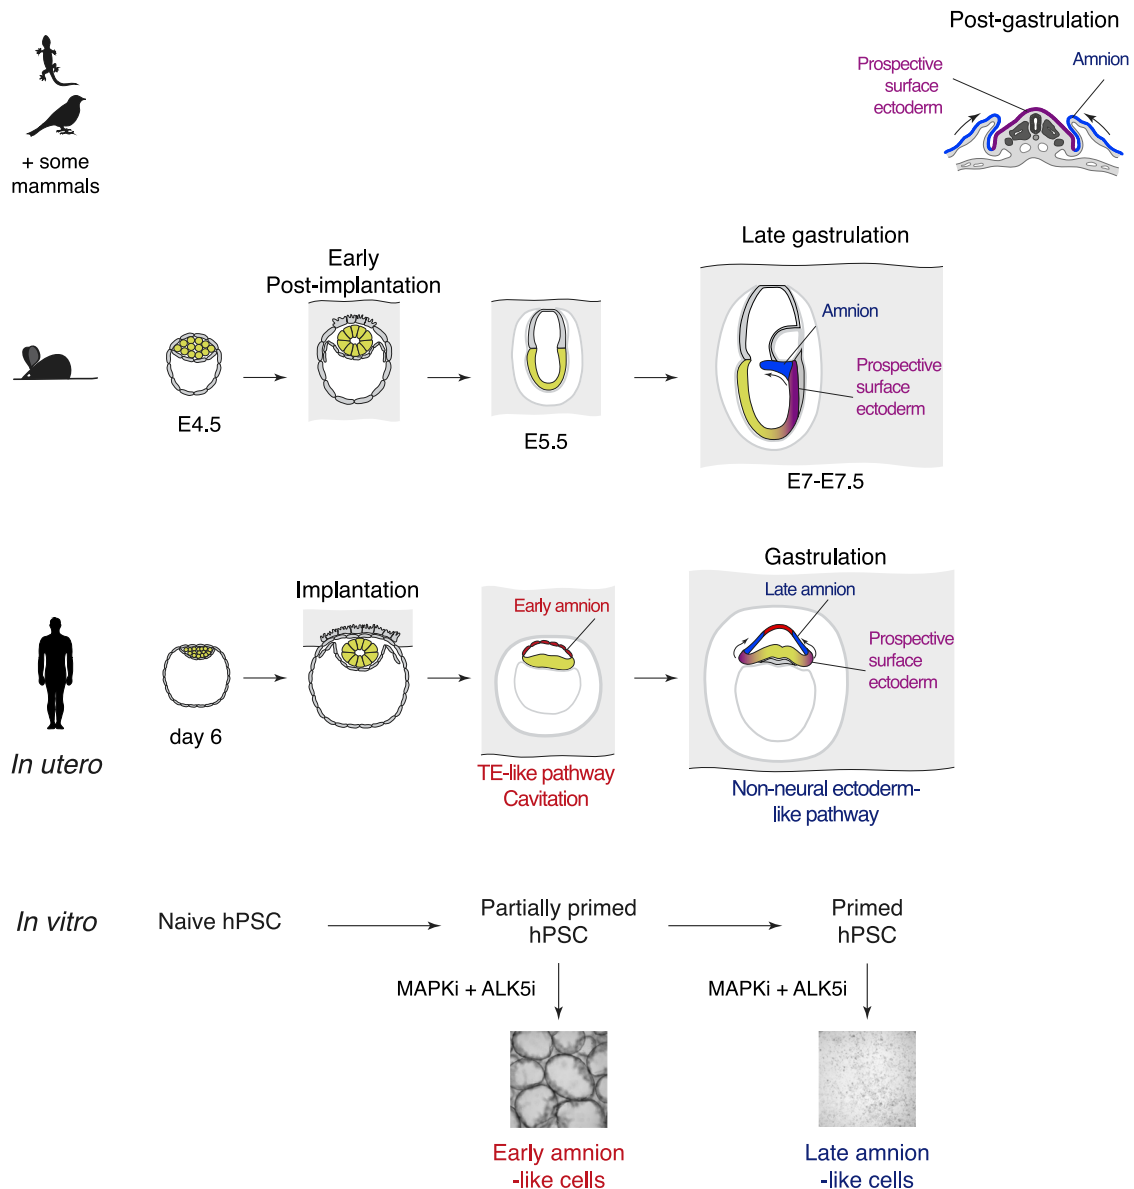 Post-gastrulation
Prospective
surface
ectoderm
Amnion
+ some
mammals
Late gastrulation
Early
Post-implantation
Amnion
Prospective
surface
ectoderm
E4.5
E5.5
E7-E7.5
Gastrulation
Implantation
Early amnion
Late amnion
Prospective
surface
ectoderm
day 6
In utero
TE-like pathway
Cavitation
Non-neural ectoderm-
like pathway
In vitro
Naive hPSC
Partially primed
hPSC
Primed
hPSC
MAPKi + ALK5i
MAPKi + ALK5i
Early amnion
-like cells
Late amnion
-like cells